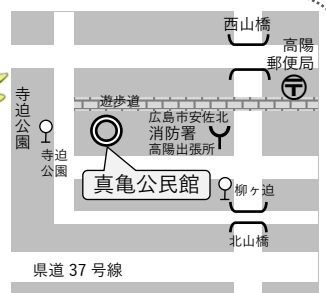 西山橋
高陽
郵便局
遊歩道
広島市安佐北
消防署
高陽出張所
寺迫公園
寺迫
公園
真亀公民館
柳ヶ迫
北山橋
県道 37 号線